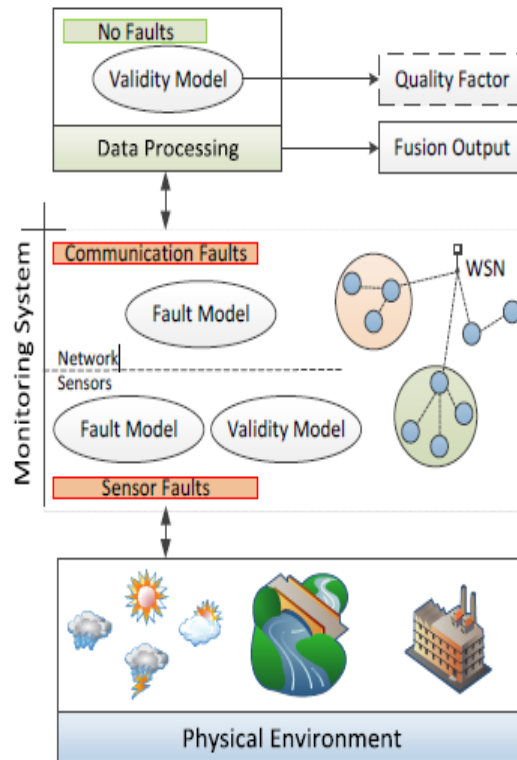 No Faults
Validity Model
Quality Factor
Data Processing
Fusion Output
Monitoring System
Communication Faults
WSN
Fault Model
Network
Sensors
Fault Model
Validity Model
Sensor Faults
Physical Environment